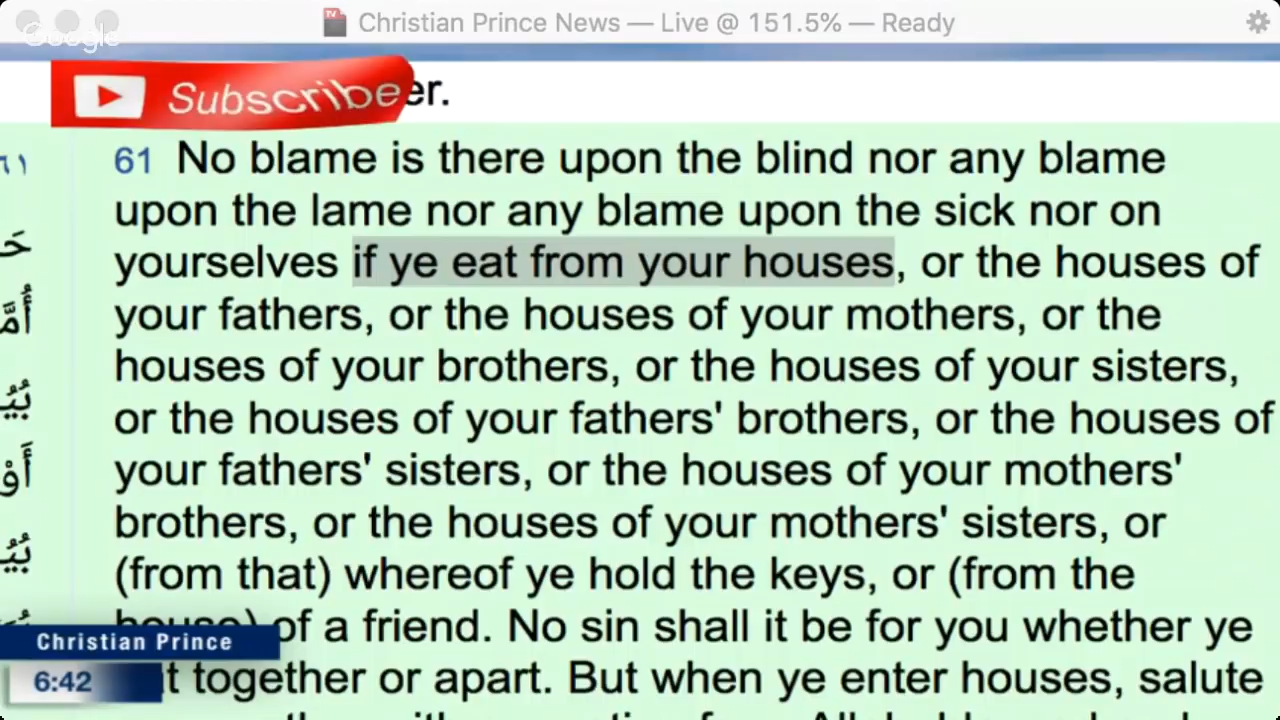 Christian Prince News — Live @ 151.5% — Ready
Google
Subscribe er.
٦١ 61 No blame is there upon the blind nor any blame
upon the lame nor any blame upon the sick nor on
yourselves if ye eat from your houses, or the houses of
your fathers, or the houses of your mothers, or the
houses of your brothers, or the houses of your sisters,
or the houses of your fathers' brothers, or the houses of
your fathers' sisters, or the houses of your mothers'
brothers, or the houses of your mothers' sisters, or
(from that) whereof ye hold the keys, or (from the
house) of a friend. No sin shall it be for you whether ye
Christian Prince
together or apart. But when ye enter houses, salute
6:42